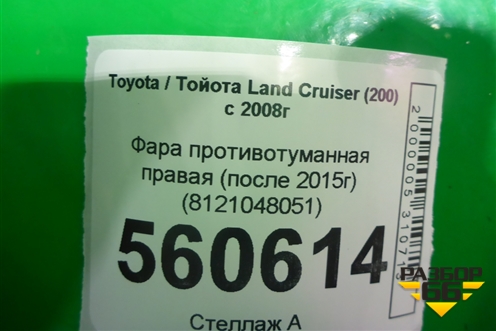 Toyota / Тойота Land Cruiser (200)
с 2008г
Фара противотуманная
правая (после 2015г)
(8121048051)
560614
Стеллаж А
РАЗБОР
66